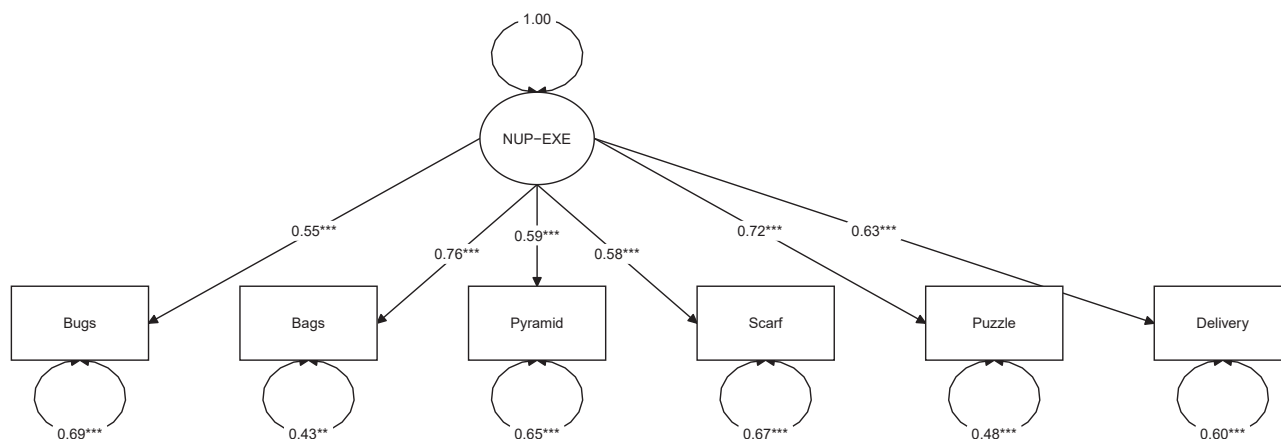 1.00
NUP−EXE
0.55***
0.76***
0.59***
0.58***
0.72***
0.63***
Bugs
Bags
Pyramid
Scarf
Puzzle
Delivery
0.69***
0.43**
0.65***
0.67***
0.48***
0.60***